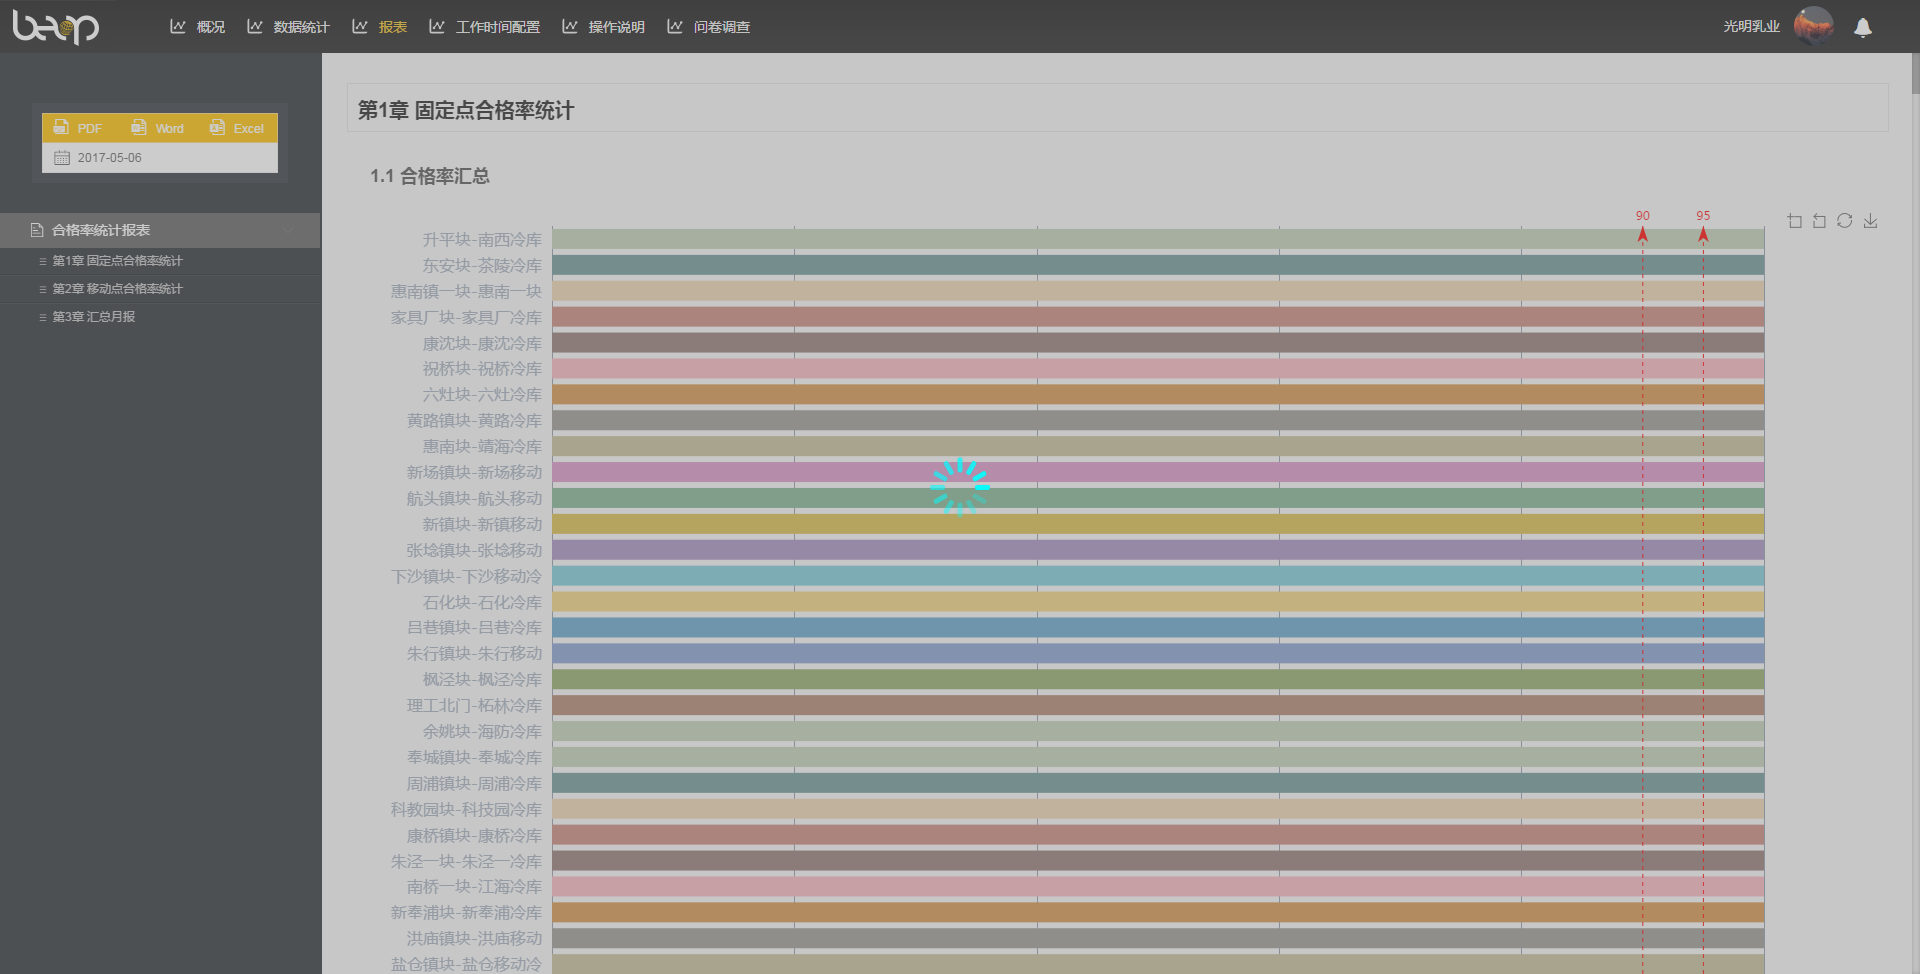 beop
概况
数据统计
报表
工作时间配置
操作说明
问卷调查
光明乳业
PDF
Word
Excel
2017-05-06
合格率统计报表
第1章 固定点合格率统计
第2章 移动点合格率统计
第3章 汇总月报
第1章 固定点合格率统计
1.1 合格率汇总
90
95
升平块-南西冷库
东安块-茶陵冷库
惠南镇一块-惠南一块
家具厂块-家具厂冷库
康沈块-康沈冷库
祝桥块-祝桥冷库
六灶块-六灶冷库
黄路镇块-黄路冷库
惠南块-靖海冷库
新场镇块-新场移动
航头镇块-航头移动
新镇块-新镇移动
张埝镇块-张埝移动
下沙镇块-下沙移动冷
石化块-石化冷库
吕巷镇块-吕巷冷库
朱行镇块-朱行移动
枫泾块-枫泾冷库
理工北门-柘林冷库
余姚块-海防冷库
奉城镇块-奉城冷库
周浦镇块-周浦冷库
科教园块-科技园冷库
康桥镇块-康桥冷库
朱泾一块-朱泾一冷库
南桥一块-江海冷库
新奉浦块-新奉浦冷库
洪庙镇块-洪庙移动
盐仓镇块-盐仓移动冷